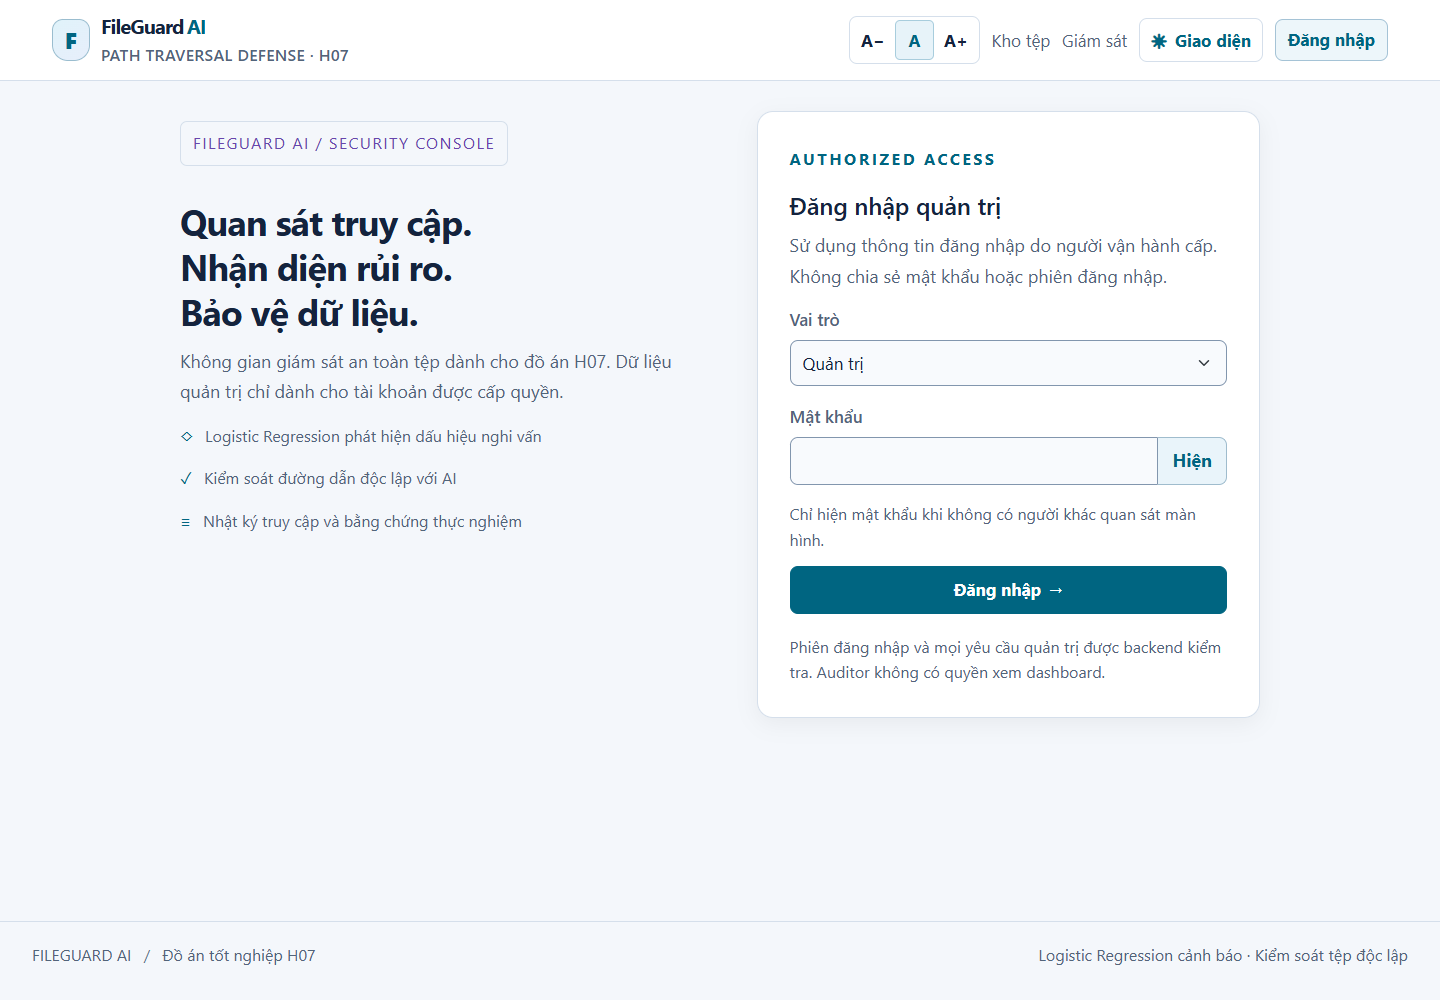 F
FileGuard AI
PATH TRAVERSAL DEFENSE · H07
A− A A+ Kho tệp Giám sát ✷ Giao diện Đăng nhập
FILEGUARD AI / SECURITY CONSOLE
Quan sát truy cập.
Nhận diện rủi ro.
Bảo vệ dữ liệu.
Không gian giám sát an toàn tệp dành cho đồ án H07. Dữ liệu
quản trị chỉ dành cho tài khoản được cấp quyền.
◇ Logistic Regression phát hiện dấu hiệu nghi vấn
✓ Kiểm soát đường dẫn độc lập với AI
≡ Nhật ký truy cập và bằng chứng thực nghiệm
AUTHORIZED ACCESS
Đăng nhập quản trị
Sử dụng thông tin đăng nhập do người vận hành cấp.
Không chia sẻ mật khẩu hoặc phiên đăng nhập.
Vai trò
Quản trị
Mật khẩu
Hiện
Chỉ hiện mật khẩu khi không có người khác quan sát màn
hình.
Đăng nhập →
Phiên đăng nhập và mọi yêu cầu quản trị được backend kiểm
tra. Auditor không có quyền xem dashboard.
FILEGUARD AI / Đồ án tốt nghiệp H07
Logistic Regression cảnh báo · Kiểm soát tệp độc lập